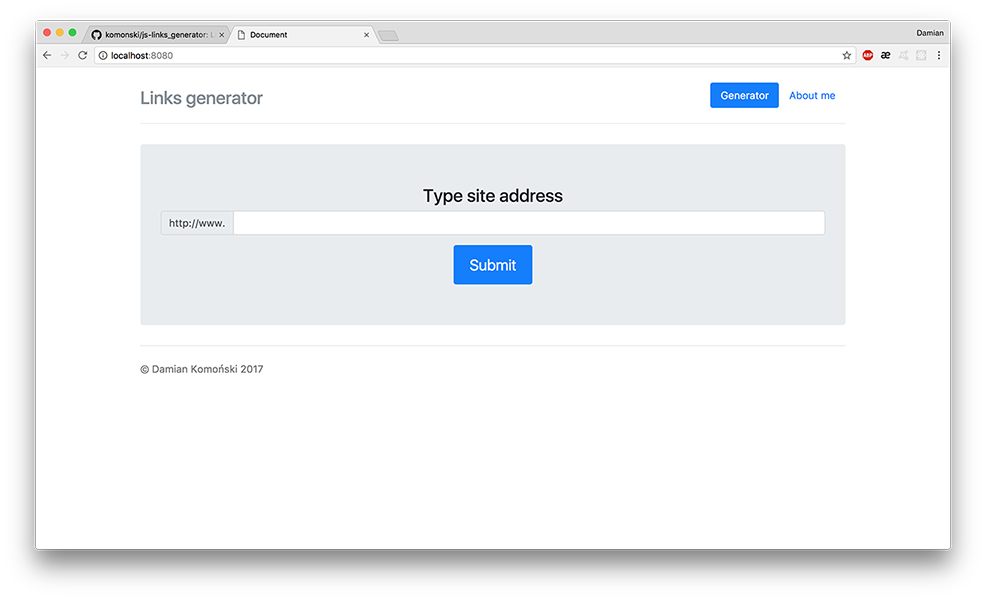 komonski/js-links_generator: L
Document
Damian
localhost:8080
ABP
æ
Links generator
Generator
About me
Type site address
http://www.
Submit
© Damian Komoński 2017